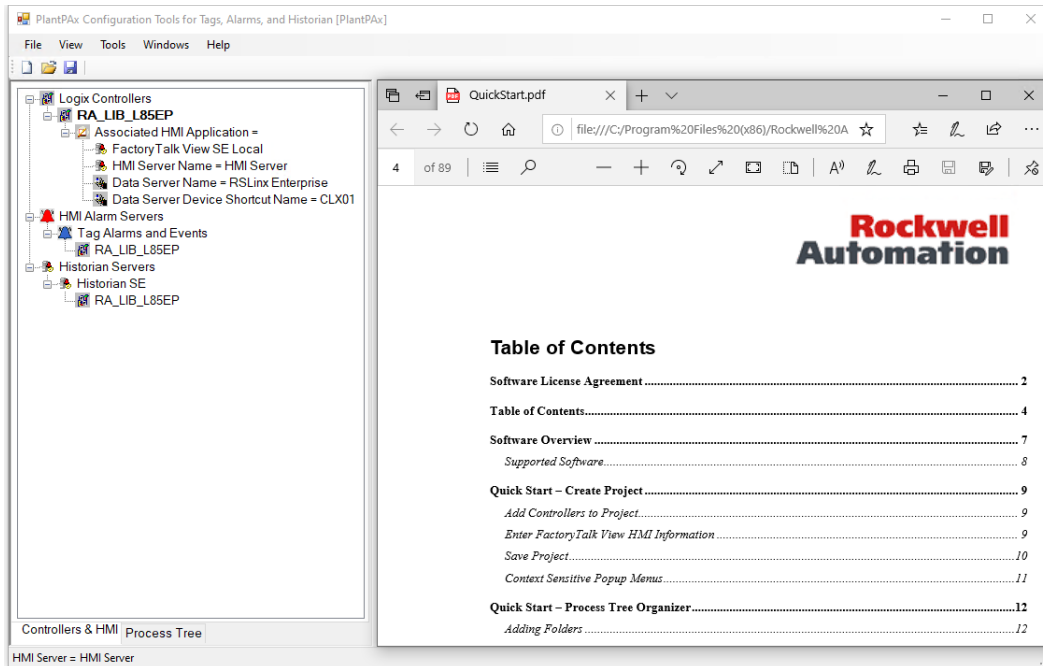 PlantPAx Configuration Tools for Tags, Alarms, and Historian [PlantPAx]
File View Tools Windows Help
Logix Controllers
RA_LIB_L85EP
Associated HMI Application =
FactoryTalk View SE Local
HMI Server Name = HMI Server
Data Server Name = RSLinx Enterprise
Data Server Device Shortcut Name = CLX01
HMI Alarm Servers
Tag Alarms and Events
RA_LIB_L85EP
Historian Servers
Historian SE
RA_LIB_L85EP
Controllers & HMI Process Tree
HMI Server = HMI Server
QuickStart.pdf
file:///C:/Program%20Files%20(x86)/Rockwell%20A
4 of 89
Rockwell
Automation
Table of Contents
Software License Agreement 2
Table of Contents 4
Software Overview 7
Supported Software 8
Quick Start – Create Project 9
Add Controllers to Project 9
Enter FactoryTalk View HMI Information 9
Save Project 10
Context Sensitive Popup Menus 11
Quick Start – Process Tree Organizer 12
Adding Folders 12